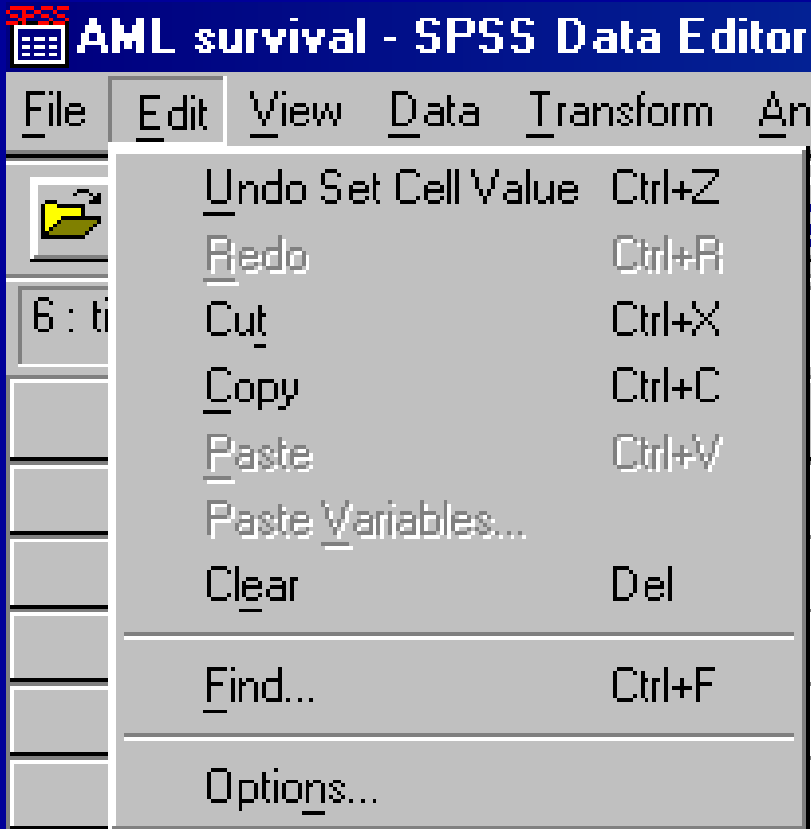 SPSS
AML survival - SPSS Data Editor
File Edit View Data Transform An
Undo Set Cell Value Ctrl+Z
Redo Ctrl+R
6 : ti
Cut Ctrl+X
Copy Ctrl+C
Paste Ctrl+V
Paste Variables...
Clear Del
Find... Ctrl+F
Options...